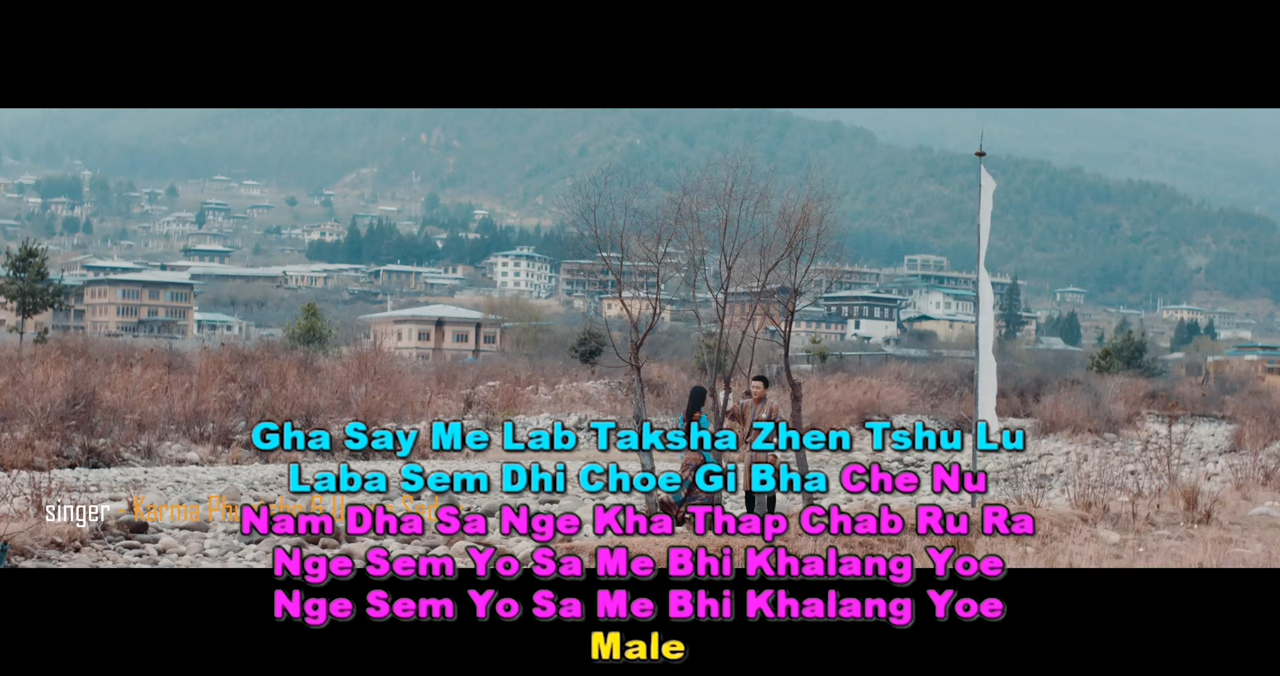 Gha Say Me Lab Taksha Zhen Tshu Lu
Laba Sem Dhi Choe Gi Bha Che Nu
singer - Karma
Nam Dha Sa Nge Kha Thap Chab Ru Ra
Nge Sem Yo Sa Me Bhi Khalang Yoe
Nge Sem Yo Sa Me Bhi Khalang Yoe
Male